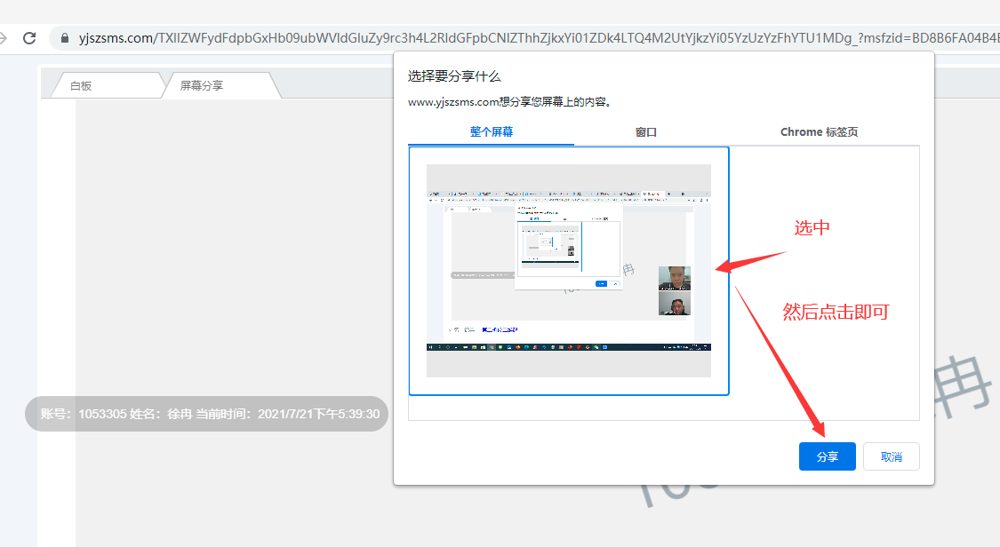 yjszsms.com/TXlIZWFydFdpbGxHb09ubWVldGluZy9rc3h4L2RldGFpbCNlZThhZjkxYi01ZDk4LTQ4M2UtYjkzYi05YzUzYzFhYTU1MDg_?msfzid=BD8B6FA04B4E
选择要分享什么
白板
屏幕分享
www.yjszsms.com想分享您屏幕上的内容。
整个屏幕
窗口
Chrome 标签页
选中
然后点击即可
账号：1053305 姓名：徐冉 当前时间：2021/7/21下午5:39:30
冉
分享
取消